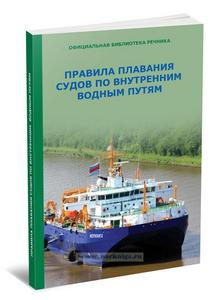 ОФИЦИАЛЬНАЯ БИБЛИОТЕКА РЕЧНИКА
ПРАВИЛА ПЛАВАНИЯ
СУДОВ ПО ВНУТРЕННИМ
ВОДНЫМ ПУТЯМ
ПРАВИЛА ПЛАВАНИЯ СУДОВ ПО ВНУТРЕННИМ ВОДНЫМ ПУТЯМ